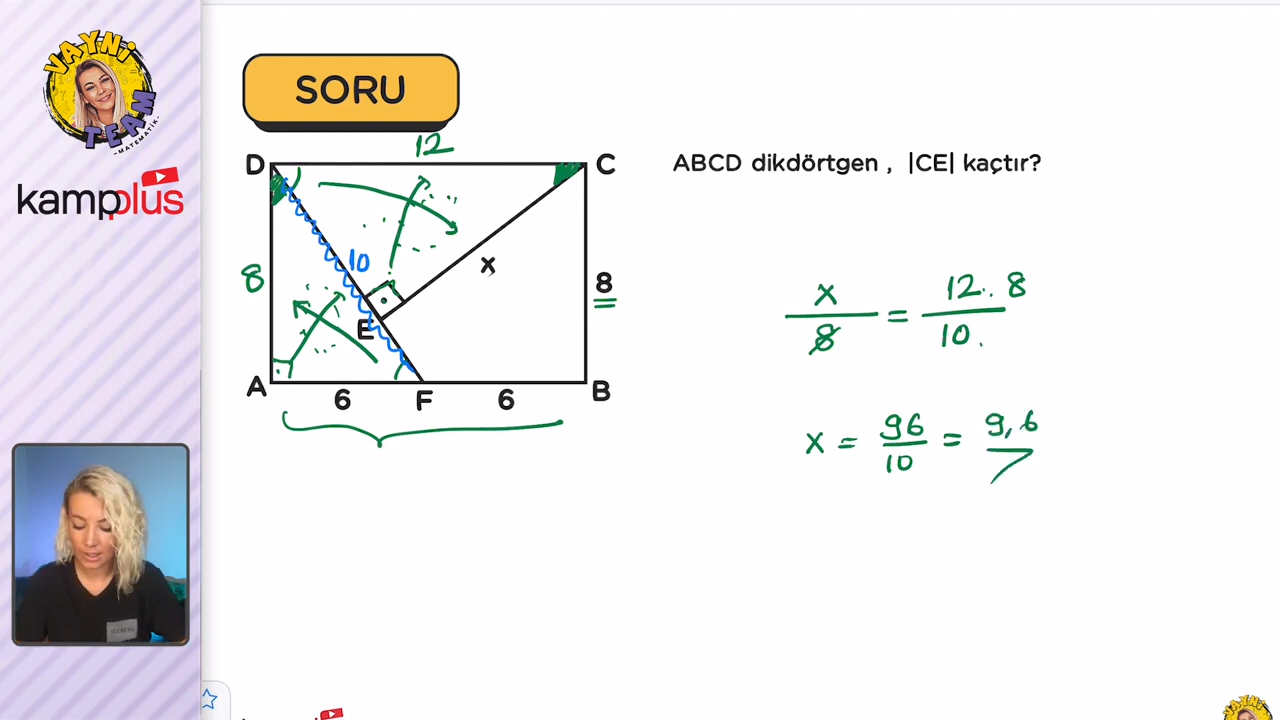 VAYNi
TEAM
-MATEMATİK-
kampplus
SORU
12
D
C
ABCD dikdörtgen , |CE| kaçtır?
8
10
x
8
E
A
6
F
6
B
x/8 = 12.8/10.
x = 96/10 = 9,6